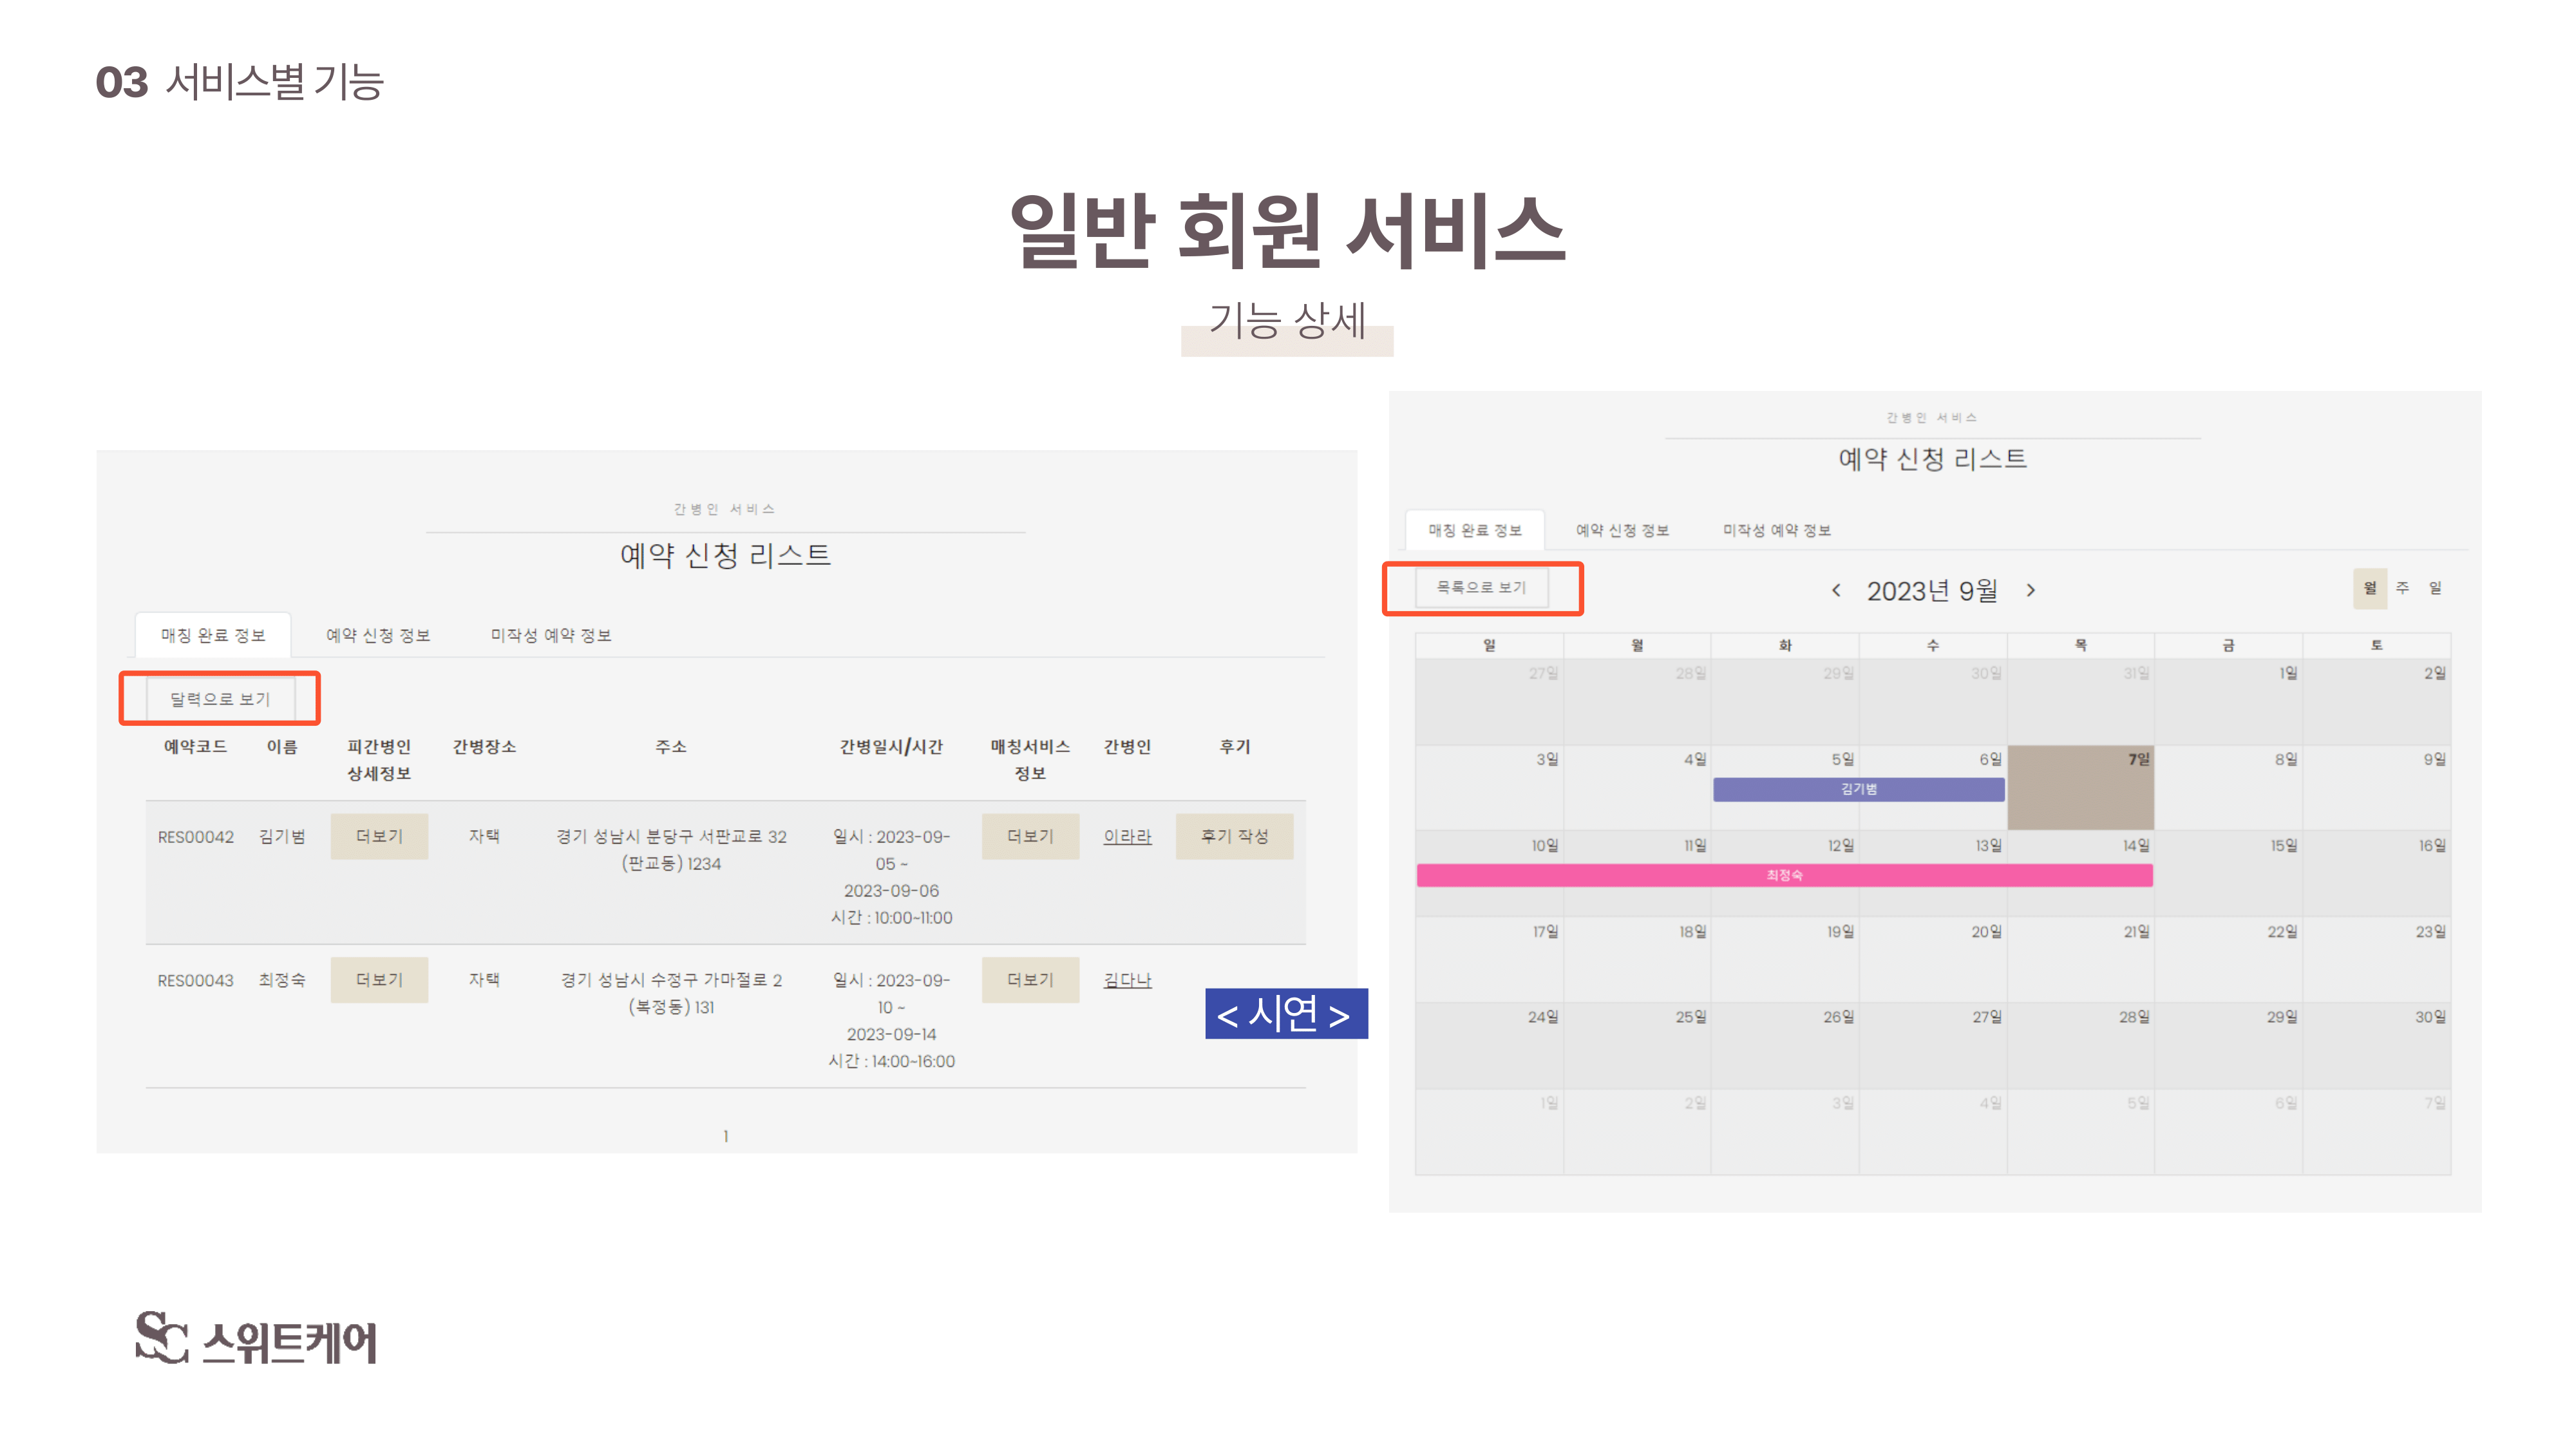 03 서비스별 기능
일반 회원 서비스
기능 상세
간병인 서비스
예약 신청 리스트
매칭 완료 정보 예약 신청 정보 미작성 예약 정보
달력으로 보기
예약코드 이름 피간병인 간병장소 주소 간병일시/시간 매칭서비스 간병인 후기
상세정보 정보
RES00042 김기범 더보기 자택 경기 성남시 분당구 서판교로 32 일시 : 2023-09- 더보기 이라라 후기 작성
(판교동) 1234 05 ~
2023-09-06
시간 : 10:00~11:00
RES00043 최정숙 더보기 자택 경기 성남시 수정구 가마절로 2 일시 : 2023-09- 더보기 김다나
(복정동) 131 10 ~
2023-09-14
시간 : 14:00~16:00
1
< 시연 >
간병인 서비스
예약 신청 리스트
매칭 완료 정보 예약 신청 정보 미작성 예약 정보
목록으로 보기 < 2023년 9월 > 월 주 일
일 월 화 수 목 금 토
27일 28일 29일 30일 31일 1일 2일
3일 4일 5일 6일 7일 8일 9일
김기범
10일 11일 12일 13일 14일 15일 16일
최정숙
17일 18일 19일 20일 21일 22일 23일
24일 25일 26일 27일 28일 29일 30일
1일 2일 3일 4일 5일 6일 7일
SC 스위트케어